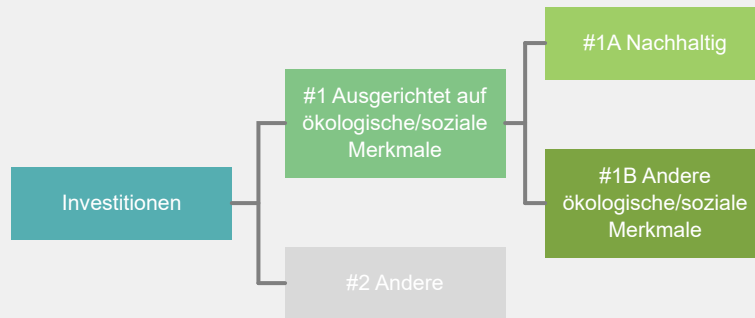 #1A Nachhaltig
#1 Ausgerichtet auf
ökologische/soziale
Merkmale
#1B Andere
ökologische/soziale
Merkmale
Investitionen
#2 Andere